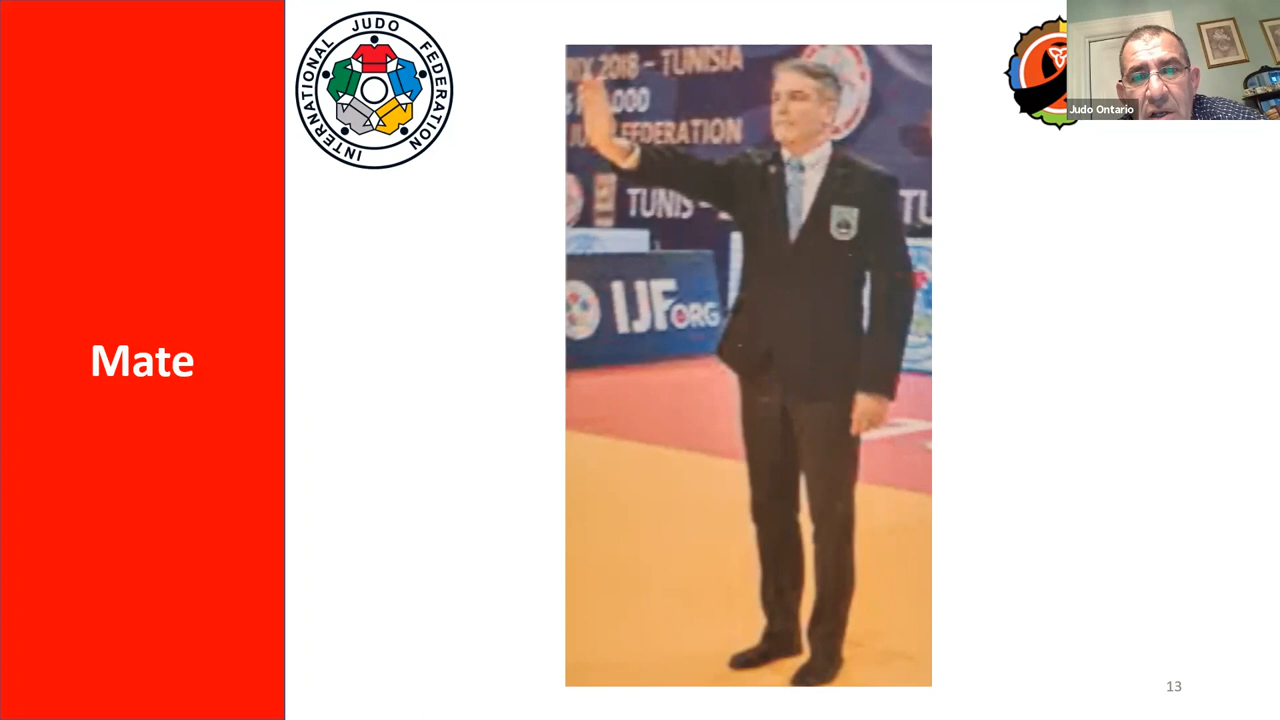 Mate
INTERNATIONAL JUDO FEDERATION
2018 - TUNISIA
FEDERATION
TUNIS
IJF.ORG
Judo Ontario
13